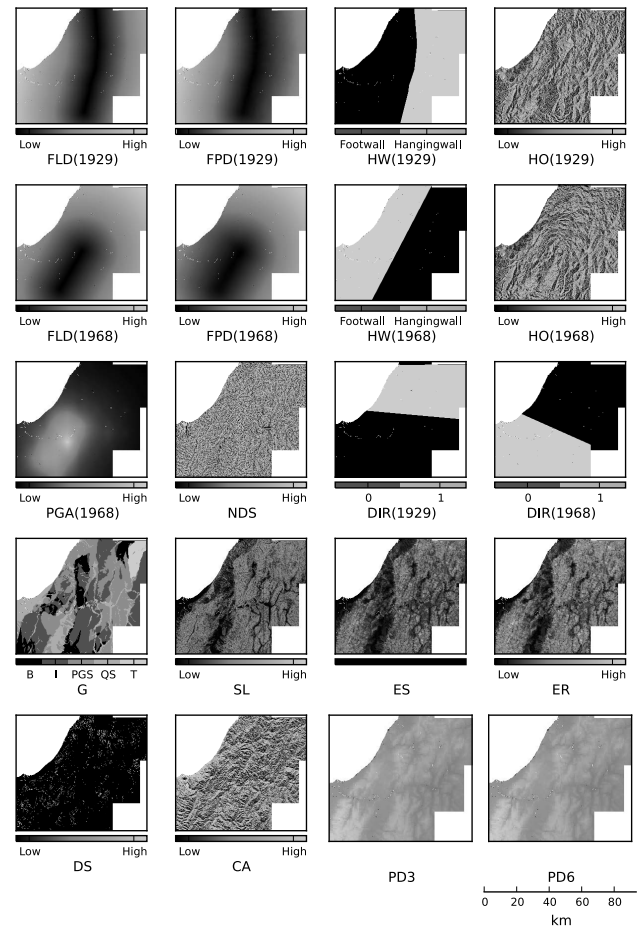 Low High Low High Footwall Hangingwall Low High
FLD(1929) FPD(1929) HW(1929) HO(1929)
Low High Low High Footwall Hangingwall Low High
FLD(1968) FPD(1968) HW(1968) HO(1968)
Low High Low High 0 1 0 1
PGA(1968) NDS DIR(1929) DIR(1968)
B I PGS QS T Low High Low High
G SL ES ER
Low High Low High
DS CA PD3 PD6
0 20 40 60 80
km